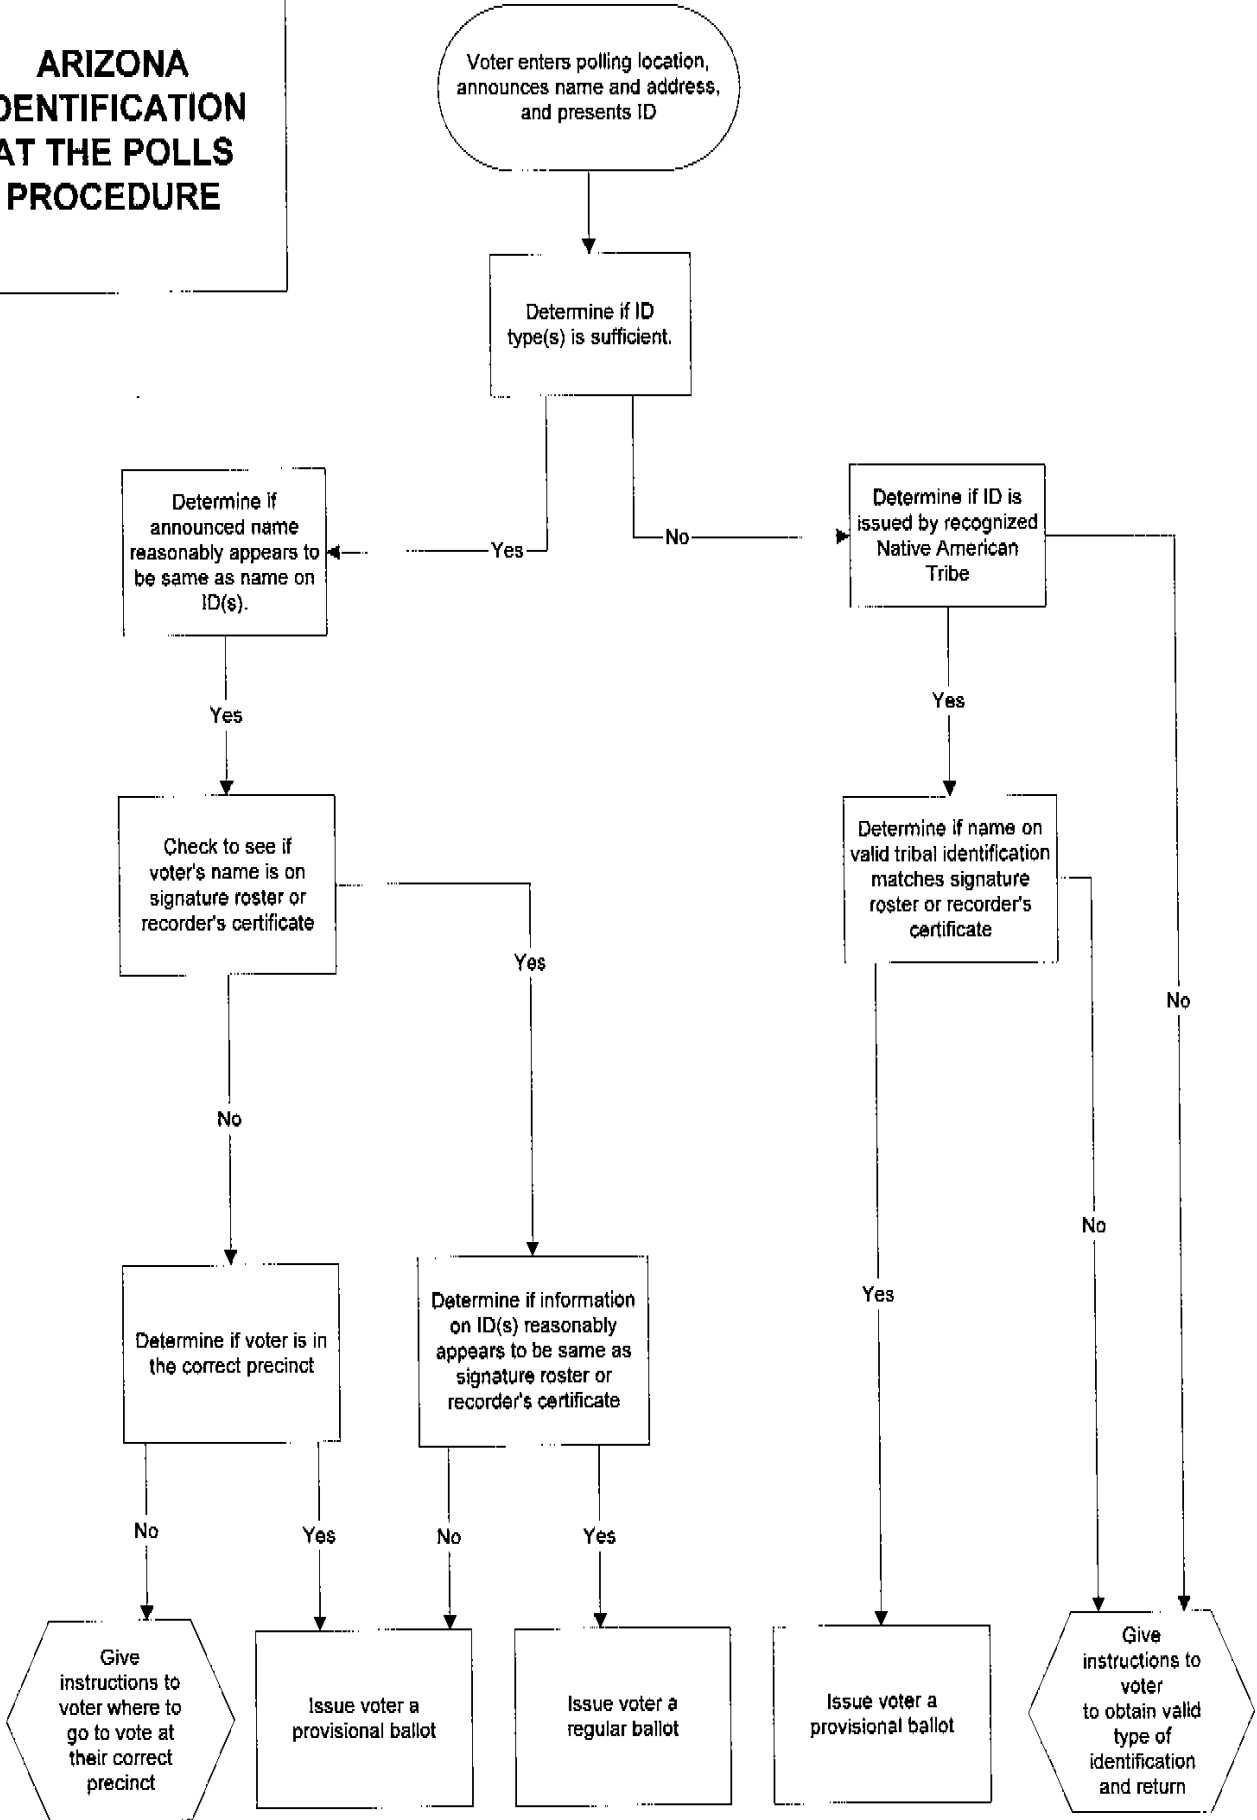 ARIZONA
DENTIFICATION
AT THE POLLS
PROCEDURE
Voter enters polling location,
announces name and address,
and presents ID
Determine if ID
type(s) is sufficient.
Yes
No
Determine if
announced name
reasonably appears to
be same as name on
ID(s).
Determine if ID is
issued by recognized
Native American
Tribe
Yes
Yes
Check to see if
voter's name is on
signature roster or
recorder's certificate
Determine if name on
valid tribal identification
matches signature
roster or recorder's
certificate
Yes
No
No
No
Yes
Determine if voter is in
the correct precinct
Determine if information
on ID(s) reasonably
appears to be same as
signature roster or
recorder's certificate
No
Yes
No
Yes
Give
instructions to
voter where to
go to vote at
their correct
precinct
Issue voter a
provisional ballot
Issue voter a
regular ballot
Issue voter a
provisional ballot
Give
instructions to
voter
to obtain valid
type of
identification
and return